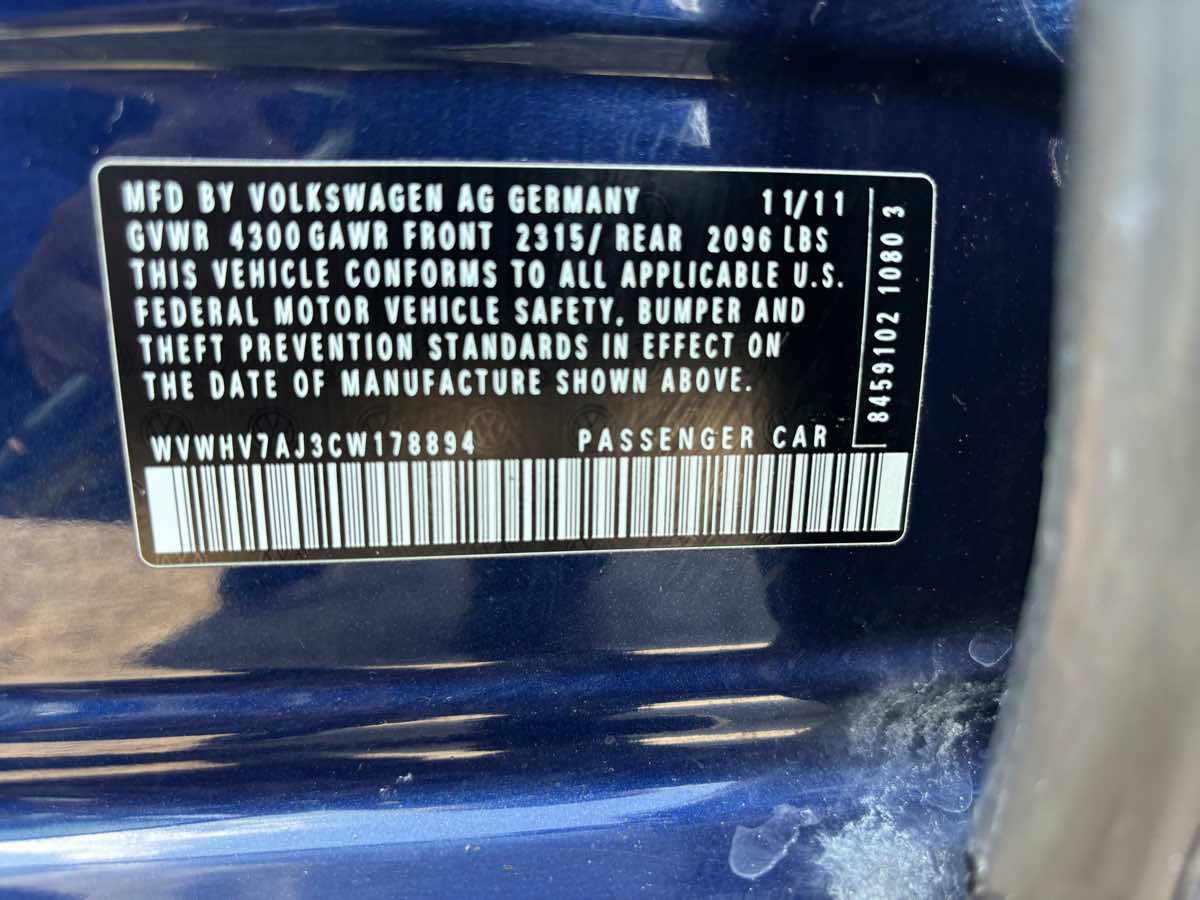 MFD BY VOLKSWAGEN AG GERMANY 11/11
GVWR 4300 GAWR FRONT 2315/ REAR 2096 LBS
THIS VEHICLE CONFORMS TO ALL APPLICABLE U.S.
FEDERAL MOTOR VEHICLE SAFETY, BUMPER AND
THEFT PREVENTION STANDARDS IN EFFECT ON
THE DATE OF MANUFACTURE SHOWN ABOVE.
WVWHV7AJ3CW178894 PASSENGER CAR
8459102 1080 3